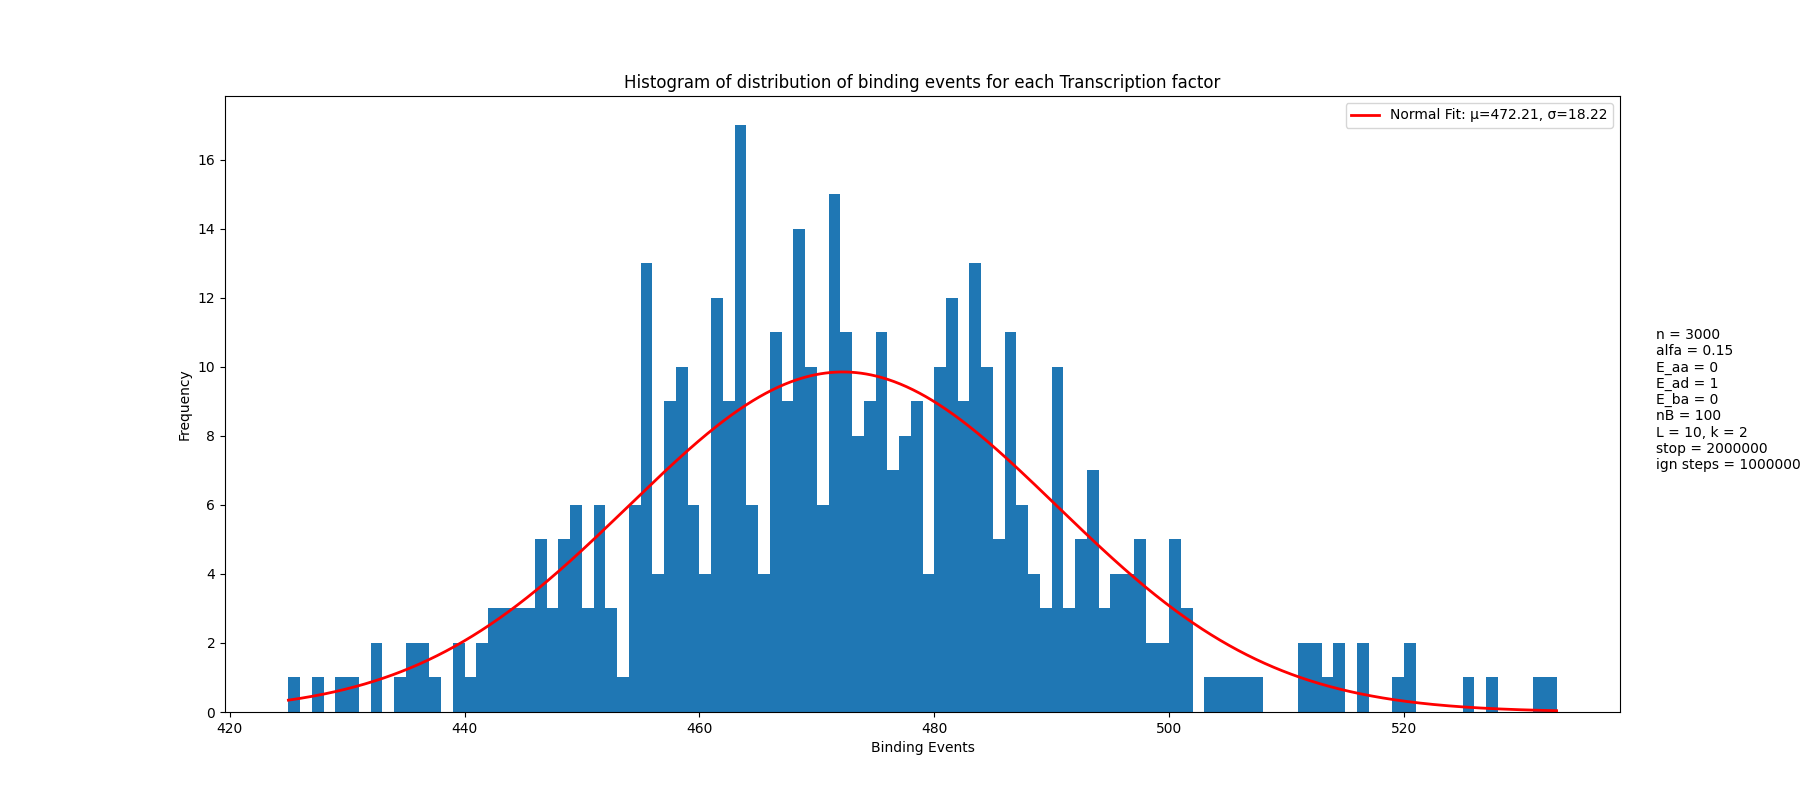 Histogram of distribution of binding events for each Transcription factor
Normal Fit: μ=472.21, σ=18.22
Frequency
16
14
12
10
8
6
4
2
0
420
440
460
480
500
520
Binding Events
n = 3000
alfa = 0.15
E_aa = 0
E_ad = 1
E_ba = 0
nB = 100
L = 10, k = 2
stop = 2000000
ign steps = 1000000